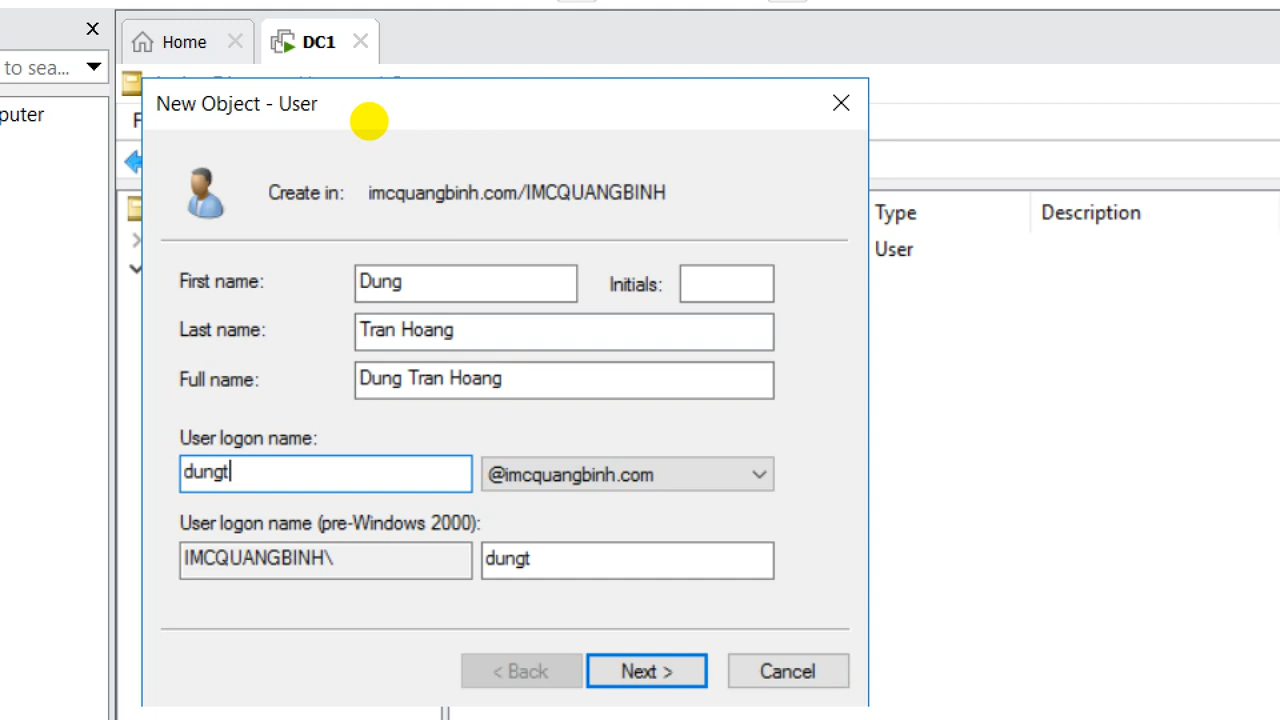 Home
DC1
to sea...
puter
New Object - User
F
Create in: imcquangbinh.com/IMCQUANGBINH
Type
Description
User
First name: Dung
Initials:
Last name: Tran Hoang
Full name: Dung Tran Hoang
User logon name:
dungt
@imcquangbinh.com
User logon name (pre-Windows 2000):
IMCQUANGBINH\
dungt
< Back
Next >
Cancel